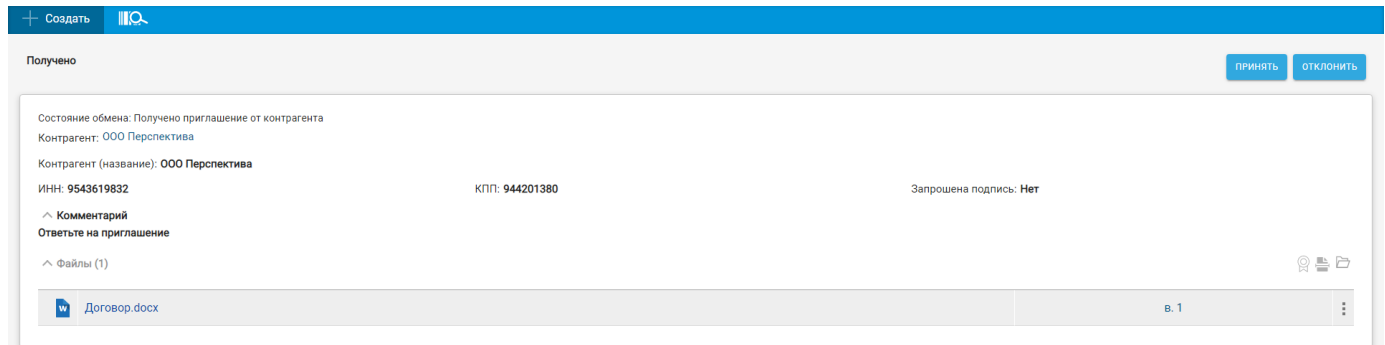 Создать
Получено
ПРИНЯТЬ ОТКЛОНИТЬ
Состояние обмена: Получено приглашение от контрагента
Контрагент: ООО Перспектива
Контрагент (название): ООО Перспектива
ИНН: 9543619832 КПП: 944201380 Запрошена подпись: Нет
Комментарий
Ответьте на приглашение
Файлы (1)
W Договор.docx в. 1